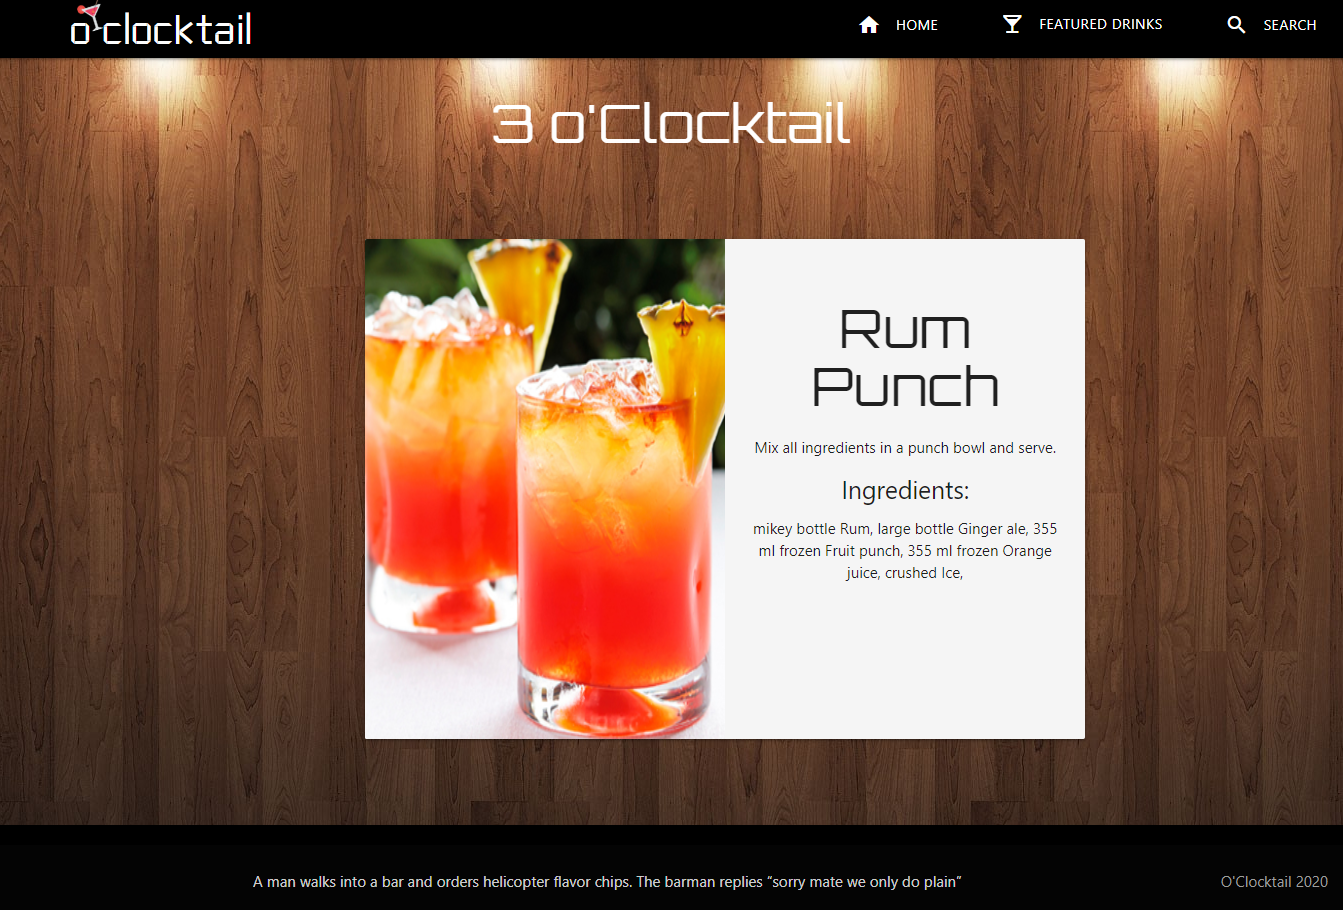 o'clocktail
HOME
FEATURED DRINKS
SEARCH
3 o'Clocktail
Rum
Punch
Mix all ingredients in a punch bowl and serve.
Ingredients:
mikey bottle Rum, large bottle Ginger ale, 355
ml frozen Fruit punch, 355 ml frozen Orange
juice, crushed Ice,
A man walks into a bar and orders helicopter flavor chips. The barman replies “sorry mate we only do plain”
O'Clocktail 2020